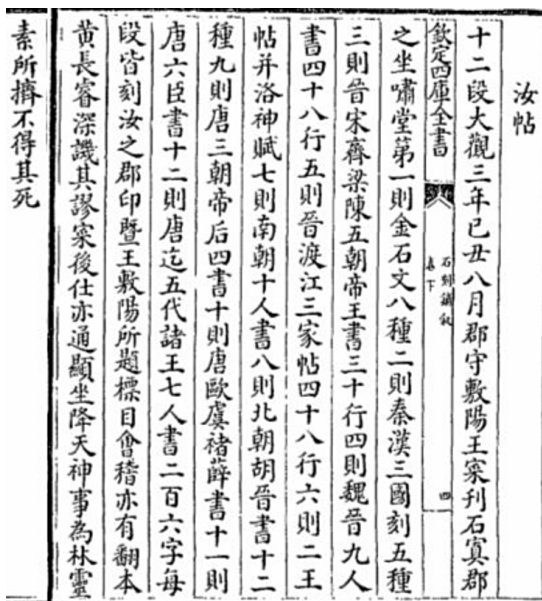 汝帖
十二段大觀三年已丑八月郡守敷陽王寀刊石寘郡
欽定四庫全書
石刻鋪敘
卷下
四
之坐嘯堂第一則金石文八種二則秦漢三國刻五種
三則晉宋齊梁陳五朝帝王書三十行四則魏晉九人
書四十八行五則晉渡江三家帖四十八行六則二王
帖并洛神賦七則南朝十人書八則北朝胡晉書十二
種九則唐三朝帝后四書十則唐歐虞褚薛書十一則
唐六臣書十二則唐迄五代諸王七人書二百六字每
段皆刻汝之郡印暨王敷陽所題標目會稽亦有翻本
黄長睿深譏其謬寀後仕亦通顯坐降天神事為林靈
素所擠不得其死